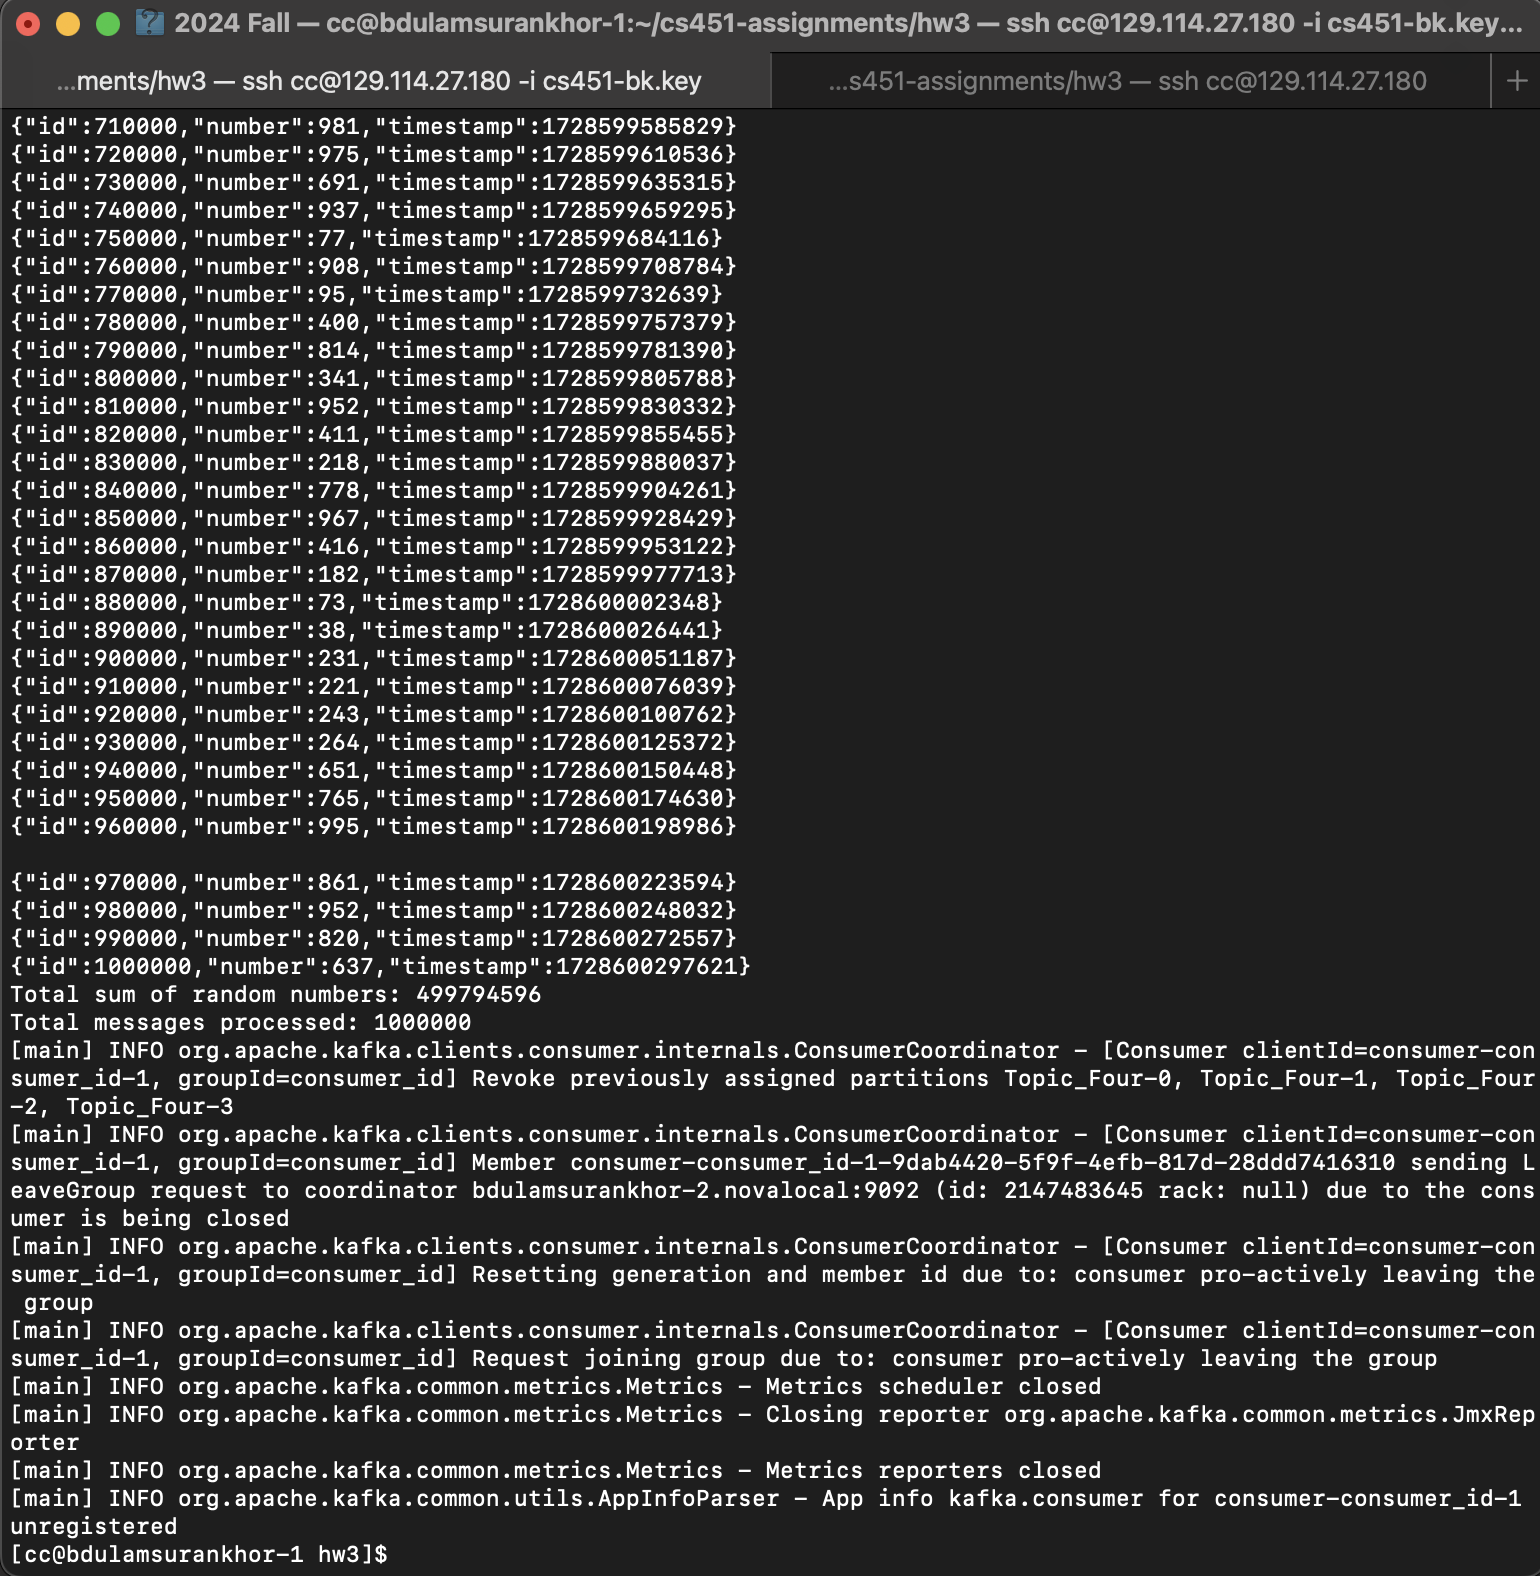 2024 Fall — cc@bdulamsurankhor-1:~/cs451-assignments/hw3 — ssh cc@129.114.27.180 -i cs451-bk.key...
...ments/hw3 — ssh cc@129.114.27.180 -i cs451-bk.key
...s451-assignments/hw3 — ssh cc@129.114.27.180
+
{"id":710000,"number":981,"timestamp":1728599585829}
{"id":720000,"number":975,"timestamp":1728599610536}
{"id":730000,"number":691,"timestamp":1728599635315}
{"id":740000,"number":937,"timestamp":1728599659295}
{"id":750000,"number":77,"timestamp":1728599684116}
{"id":760000,"number":908,"timestamp":1728599708784}
{"id":770000,"number":95,"timestamp":1728599732639}
{"id":780000,"number":400,"timestamp":1728599757379}
{"id":790000,"number":814,"timestamp":1728599781390}
{"id":800000,"number":341,"timestamp":1728599805788}
{"id":810000,"number":952,"timestamp":1728599830332}
{"id":820000,"number":411,"timestamp":1728599855455}
{"id":830000,"number":218,"timestamp":1728599880037}
{"id":840000,"number":778,"timestamp":1728599904261}
{"id":850000,"number":967,"timestamp":1728599928429}
{"id":860000,"number":416,"timestamp":1728599953122}
{"id":870000,"number":182,"timestamp":1728599977713}
{"id":880000,"number":73,"timestamp":1728600002348}
{"id":890000,"number":38,"timestamp":1728600026441}
{"id":900000,"number":231,"timestamp":1728600051187}
{"id":910000,"number":221,"timestamp":1728600076039}
{"id":920000,"number":243,"timestamp":1728600100762}
{"id":930000,"number":264,"timestamp":1728600125372}
{"id":940000,"number":651,"timestamp":1728600150448}
{"id":950000,"number":765,"timestamp":1728600174630}
{"id":960000,"number":995,"timestamp":1728600198986}
{"id":970000,"number":861,"timestamp":1728600223594}
{"id":980000,"number":952,"timestamp":1728600248032}
{"id":990000,"number":820,"timestamp":1728600272557}
{"id":1000000,"number":637,"timestamp":1728600297621}
Total sum of random numbers: 499794596
Total messages processed: 1000000
[main] INFO org.apache.kafka.clients.consumer.internals.ConsumerCoordinator - [Consumer clientId=consumer-con
sumer_id-1, groupId=consumer_id] Revoke previously assigned partitions Topic_Four-0, Topic_Four-1, Topic_Four
-2, Topic_Four-3
[main] INFO org.apache.kafka.clients.consumer.internals.ConsumerCoordinator - [Consumer clientId=consumer-con
sumer_id-1, groupId=consumer_id] Member consumer-consumer_id-1-9dab4420-5f9f-4efb-817d-28ddd7416310 sending L
eaveGroup request to coordinator bdulamsurankhor-2.novalocal:9092 (id: 2147483645 rack: null) due to the cons
umer is being closed
[main] INFO org.apache.kafka.clients.consumer.internals.ConsumerCoordinator - [Consumer clientId=consumer-con
sumer_id-1, groupId=consumer_id] Resetting generation and member id due to: consumer pro-actively leaving the
 group
[main] INFO org.apache.kafka.clients.consumer.internals.ConsumerCoordinator - [Consumer clientId=consumer-con
sumer_id-1, groupId=consumer_id] Request joining group due to: consumer pro-actively leaving the group
[main] INFO org.apache.kafka.common.metrics.Metrics - Metrics scheduler closed
[main] INFO org.apache.kafka.common.metrics.Metrics - Closing reporter org.apache.kafka.common.metrics.JmxRep
orter
[main] INFO org.apache.kafka.common.metrics.Metrics - Metrics reporters closed
[main] INFO org.apache.kafka.common.utils.AppInfoParser - App info kafka.consumer for consumer-consumer_id-1
unregistered
[cc@bdulamsurankhor-1 hw3]$